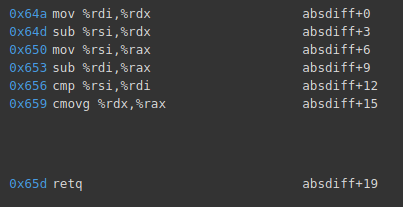 0x64a mov %rdi,%rdx absdiff+0
0x64d sub %rsi,%rdx absdiff+3
0x650 mov %rsi,%rax absdiff+6
0x653 sub %rdi,%rax absdiff+9
0x656 cmp %rsi,%rdi absdiff+12
0x659 cmovg %rdx,%rax absdiff+15
0x65d retq absdiff+19